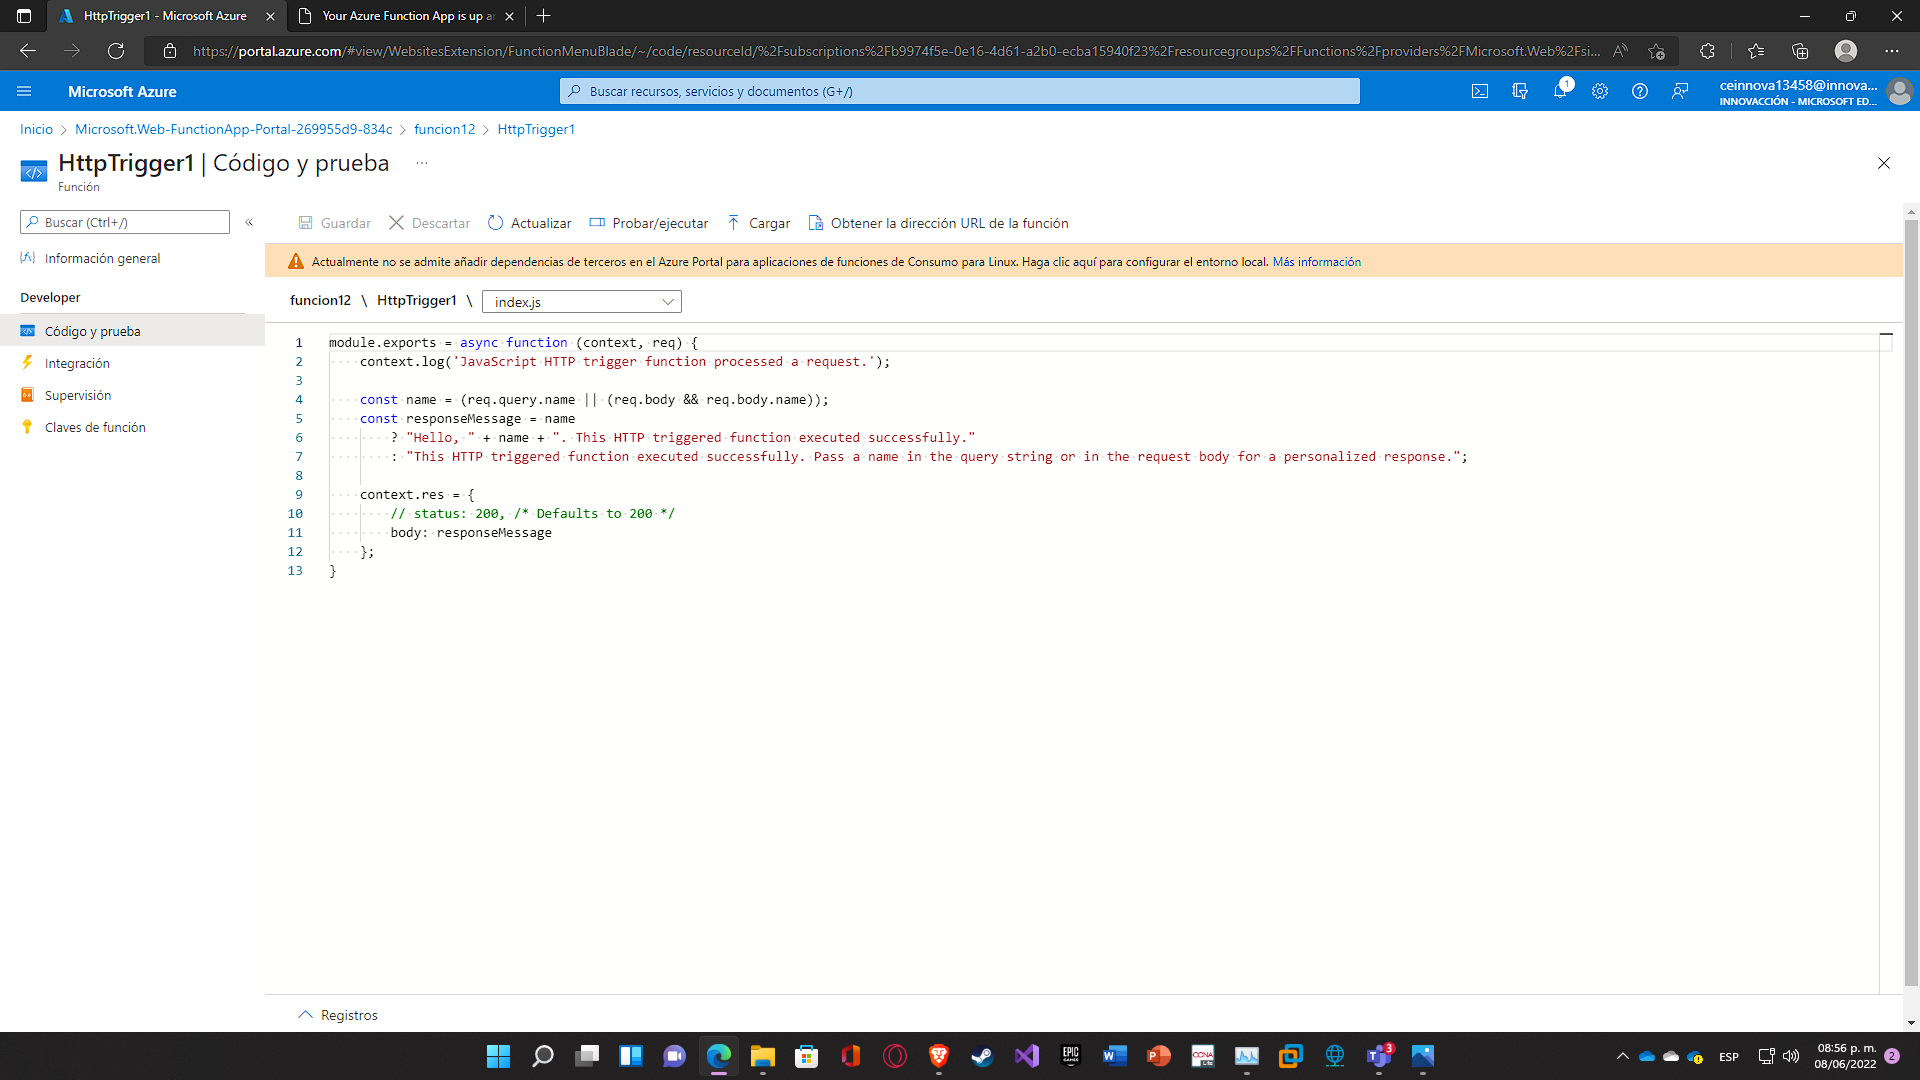 HttpTrigger1 - Microsoft Azure
Your Azure Function App is up ar
https://portal.azure.com/#view/WebsitesExtension/FunctionMenuBlade/~/code/resourceId/%2Fsubscriptions%2Fb9974f5e-0e16-4d61-a2b0-ecba15940f23%2Fresourcegroups%2FFunctions%2Fproviders%2FMicrosoft.Web%2Fsi...
Microsoft Azure
Buscar recursos, servicios y documentos (G+/)
1
ceinnova13458@innova...
INNOVACCIÓN - MICROSOFT ED...
Inicio > Microsoft.Web-FunctionApp-Portal-269955d9-834c > funcion12 > HttpTrigger1
HttpTrigger1 | Código y prueba ...
Función
Buscar (Ctrl+/)
«
Guardar
Descartar
Actualizar
Probar/ejecutar
Cargar
Obtener la dirección URL de la función
Información general
Developer
Código y prueba
Integración
Supervisión
Claves de función
Actualmente no se admite añadir dependencias de terceros en el Azure Portal para aplicaciones de funciones de Consumo para Linux. Haga clic aquí para configurar el entorno local. Más información
funcion12 \ HttpTrigger1 \ index.js
1 module.exports = async function (context, req) {
2     context.log('JavaScript HTTP trigger function processed a request.');
3
4     const name = (req.query.name || (req.body && req.body.name));
5     const responseMessage = name
6         ? "Hello, " + name + ". This HTTP triggered function executed successfully."
7         : "This HTTP triggered function executed successfully. Pass a name in the query string or in the request body for a personalized response.";
8
9     context.res = {
10         // status: 200, /* Defaults to 200 */
11         body: responseMessage
12     };
13 }
Registros
EPIC GAMES
CCNA
3
ESP
08:56 p. m.
08/06/2022
2